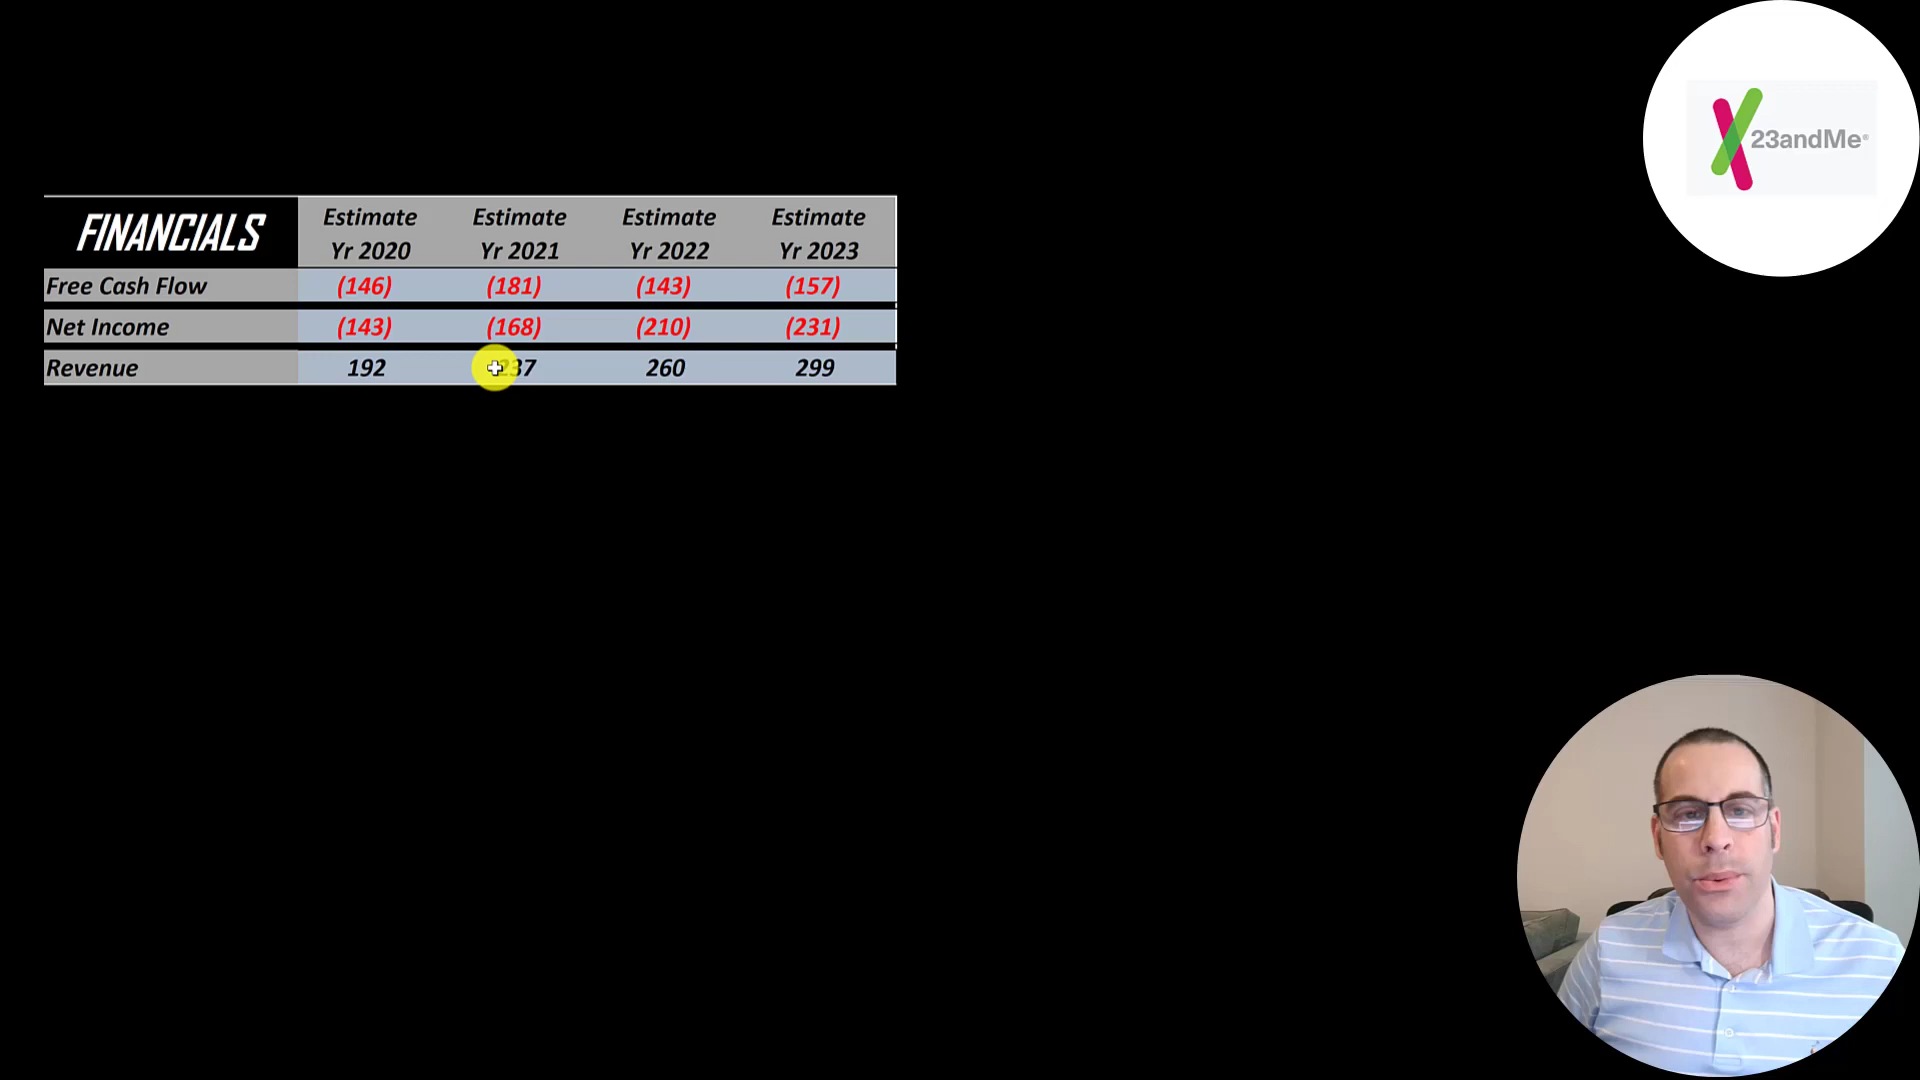 23andMe®
FINANCIALS Estimate Yr 2020 Estimate Yr 2021 Estimate Yr 2022 Estimate Yr 2023
Free Cash Flow (146) (181) (143) (157)
Net Income (143) (168) (210) (231)
Revenue 192 237 260 299